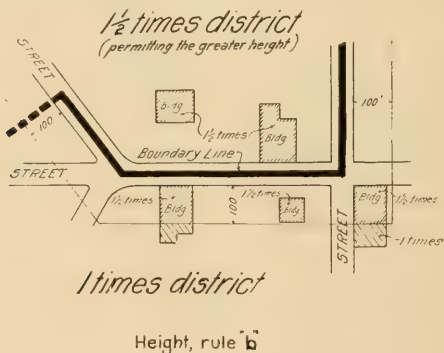 1½ times district
(permitting the greater height)
STREET
bldg
100'
100
1½ times
Bldg
Boundary Line
STREET
1½ times
Bldg
100
1½ times
bldg
Bldg
1½ times
1 times
STREET
1 times district
Height, rule b